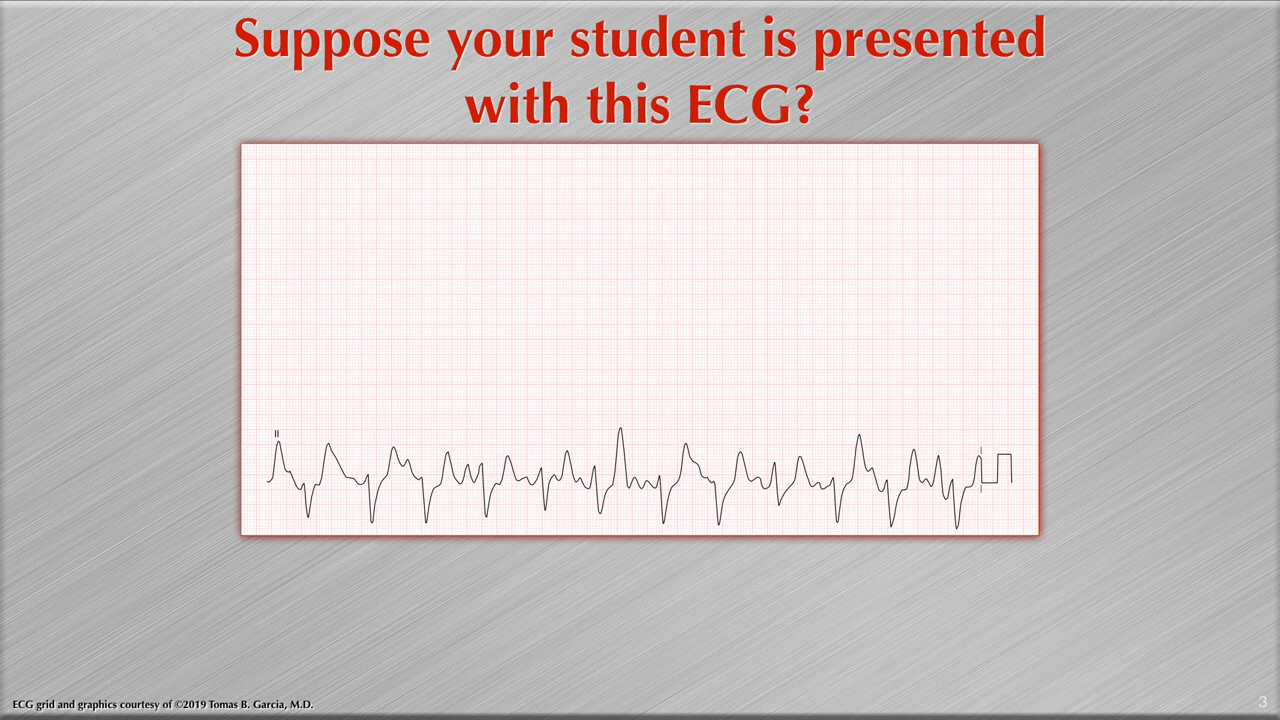 Suppose your student is presented
with this ECG?
II
ECG grid and graphics courtesy of ©2019 Tomas B. Garcia, M.D.
3